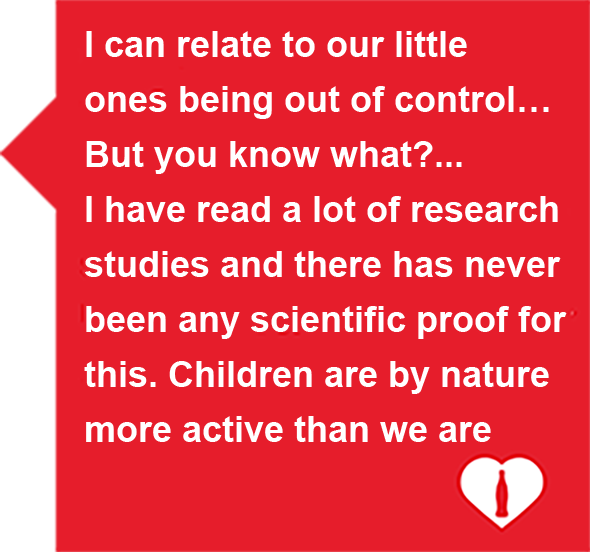 I can relate to our little
ones being out of control…
But you know what?...
I have read a lot of research
studies and there has never
been any scientific proof for
this. Children are by nature
more active than we are